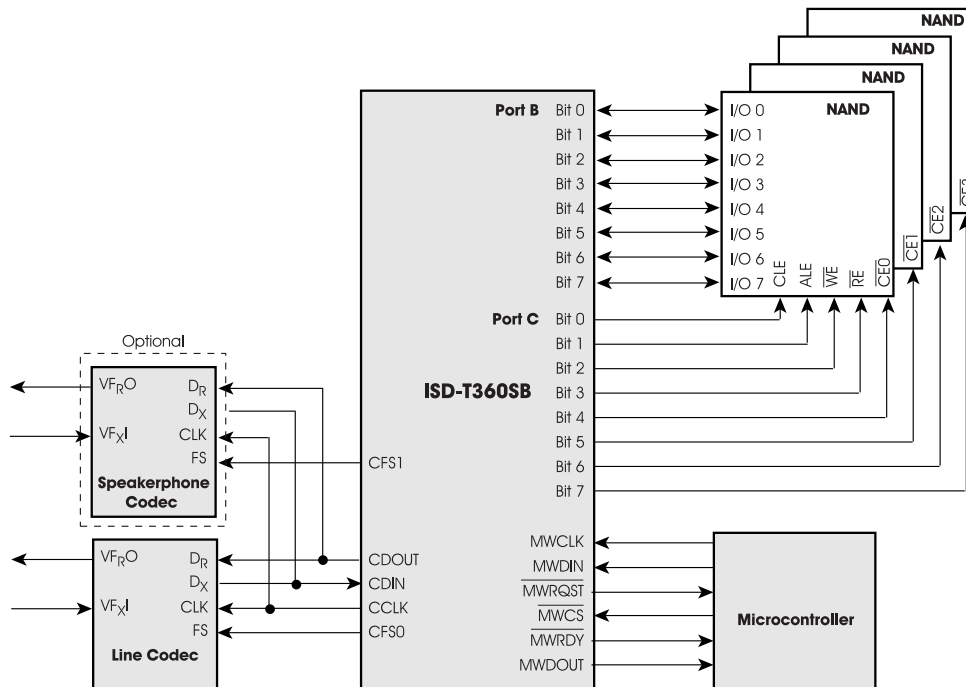 NAND
NAND
NAND
NAND
Port B Bit 0
Bit 1
Bit 2
Bit 3
Bit 4
Bit 5
Bit 6
Bit 7
I/O 0
I/O 1
I/O 2
I/O 3
I/O 4
I/O 5
I/O 6
I/O 7
CLE
ALE
WE
RE
CE0
CE1
CE2
CE3
Port C Bit 0
Bit 1
Bit 2
Bit 3
Bit 4
Bit 5
Bit 6
Bit 7
ISD-T360SB
Optional
VFRO
VFXI
DR
DX
CLK
FS
Speakerphone
Codec
CFS1
VFRO
VFXI
DR
DX
CLK
FS
Line Codec
CDOUT
CDIN
CCLK
CFS0
MWCLK
MWDIN
MWRQST
MWCS
MWRDY
MWDOUT
Microcontroller